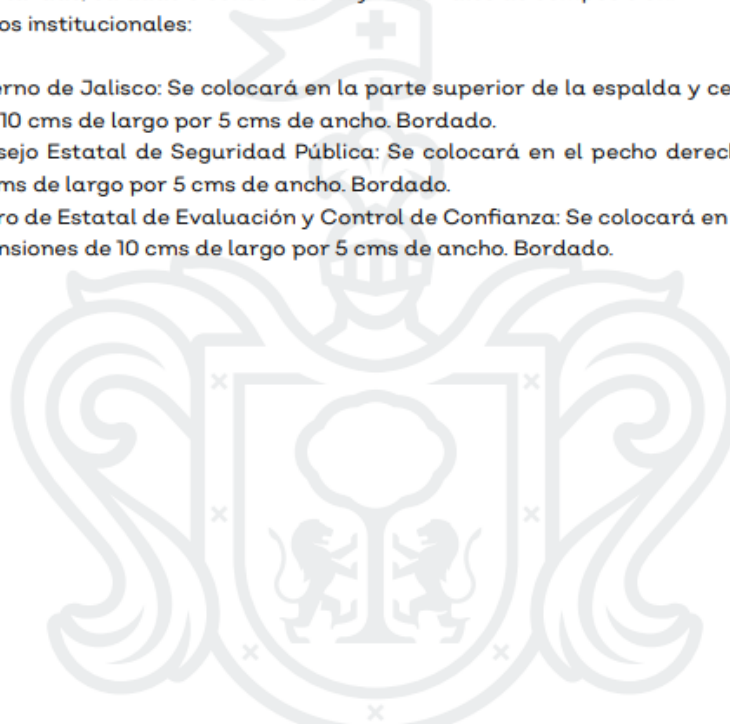 os institucionales:
erno de Jalisco: Se colocará en la parte superior de la espalda y ce
10 cms de largo por 5 cms de ancho. Bordado.
sejo Estatal de Seguridad Pública: Se colocará en el pecho derech
ms de largo por 5 cms de ancho. Bordado.
ro de Estatal de Evaluación y Control de Confianza: Se colocará en
nsiones de 10 cms de largo por 5 cms de ancho. Bordado.